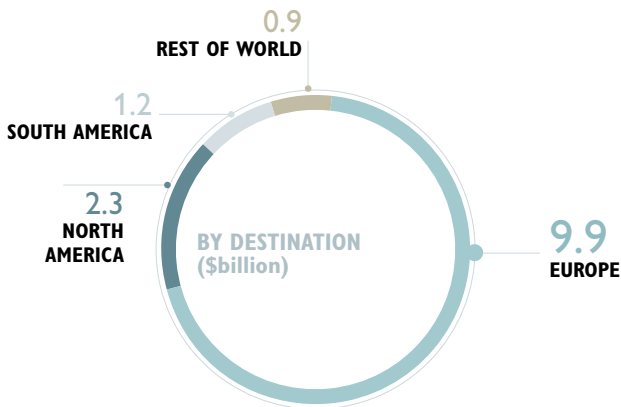 0.9
REST OF WORLD
1.2
SOUTH AMERICA
2.3
NORTH
AMERICA
BY DESTINATION
($billion)
9.9
EUROPE